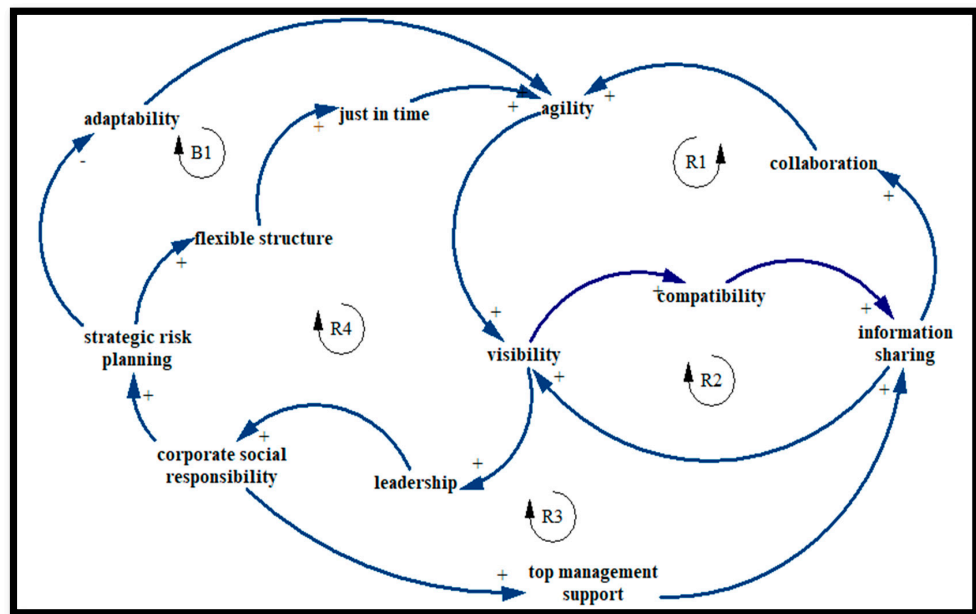 just in time
agility
adaptability
B1
R1
collaboration
flexible structure
compatibility
strategic risk
planning
R4
visibility
information
sharing
R2
corporate social
responsibility
leadership
R3
top management
support
+
+
+
+
-
+
+
+
+
+
+
+
+
+
+
+
+